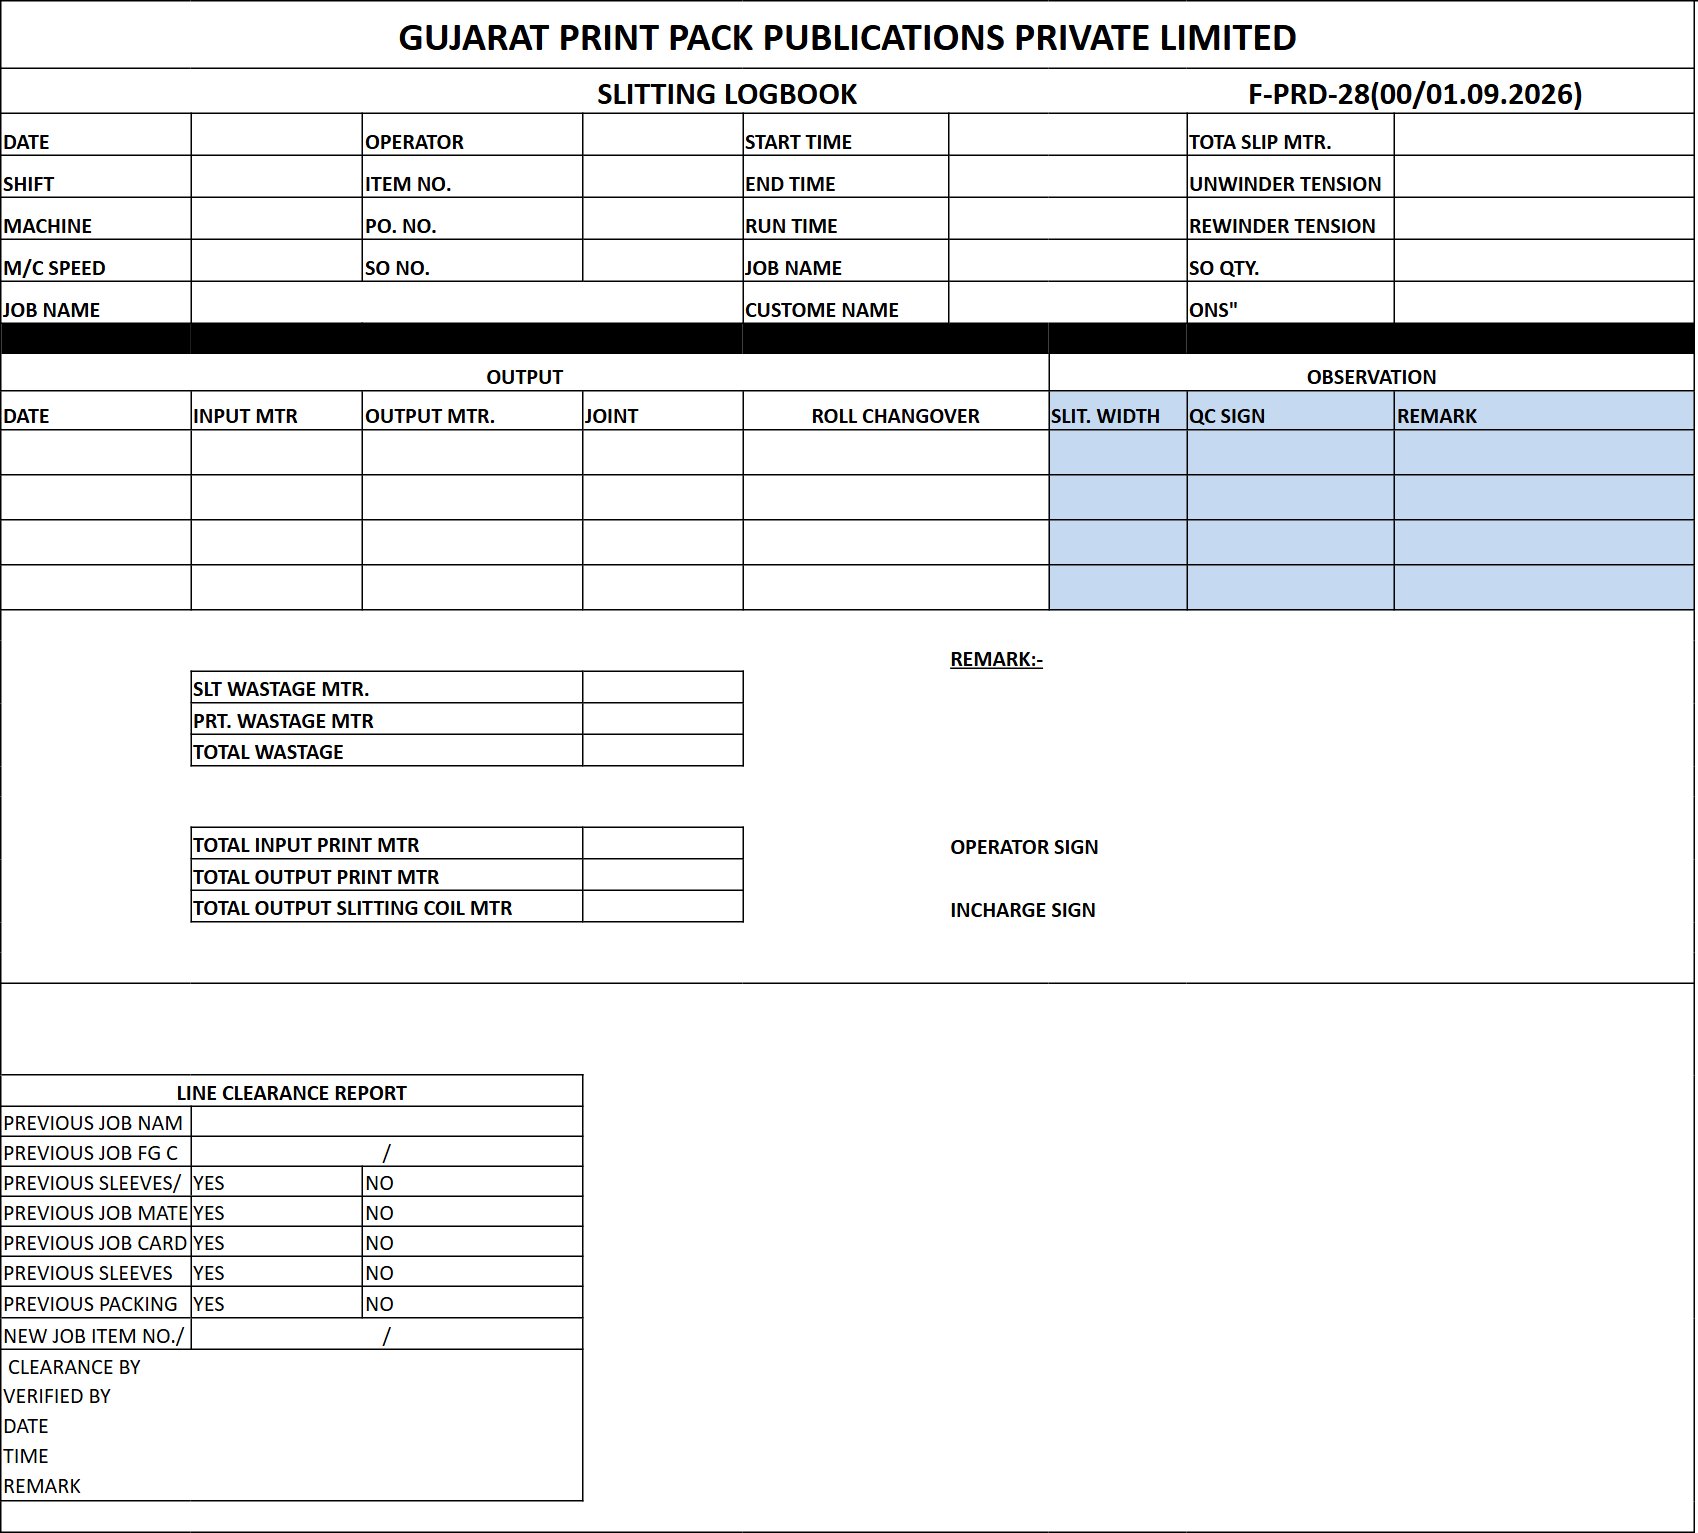 GUJARAT PRINT PACK PUBLICATIONS PRIVATE LIMITED
SLITTING LOGBOOK F-PRD-28(00/01.09.2026)
DATE OPERATOR START TIME TOTA SLIP MTR.
SHIFT ITEM NO. END TIME UNWINDER TENSION
MACHINE PO. NO. RUN TIME REWINDER TENSION
M/C SPEED SO NO. JOB NAME SO QTY.
JOB NAME CUSTOME NAME ONS"
OUTPUT OBSERVATION
DATE INPUT MTR OUTPUT MTR. JOINT ROLL CHANGOVER SLIT. WIDTH QC SIGN REMARK
REMARK:-
SLT WASTAGE MTR.
PRT. WASTAGE MTR
TOTAL WASTAGE
TOTAL INPUT PRINT MTR OPERATOR SIGN
TOTAL OUTPUT PRINT MTR
TOTAL OUTPUT SLITTING COIL MTR INCHARGE SIGN
LINE CLEARANCE REPORT
PREVIOUS JOB NAM
PREVIOUS JOB FG C /
PREVIOUS SLEEVES/ YES NO
PREVIOUS JOB MATE YES NO
PREVIOUS JOB CARD YES NO
PREVIOUS SLEEVES YES NO
PREVIOUS PACKING YES NO
NEW JOB ITEM NO./ /
CLEARANCE BY
VERIFIED BY
DATE
TIME
REMARK